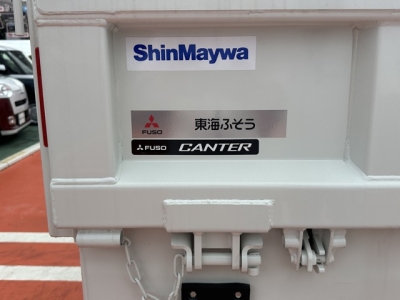 ShinMaywa
FUSO 東海ふそう
FUSO CANTER